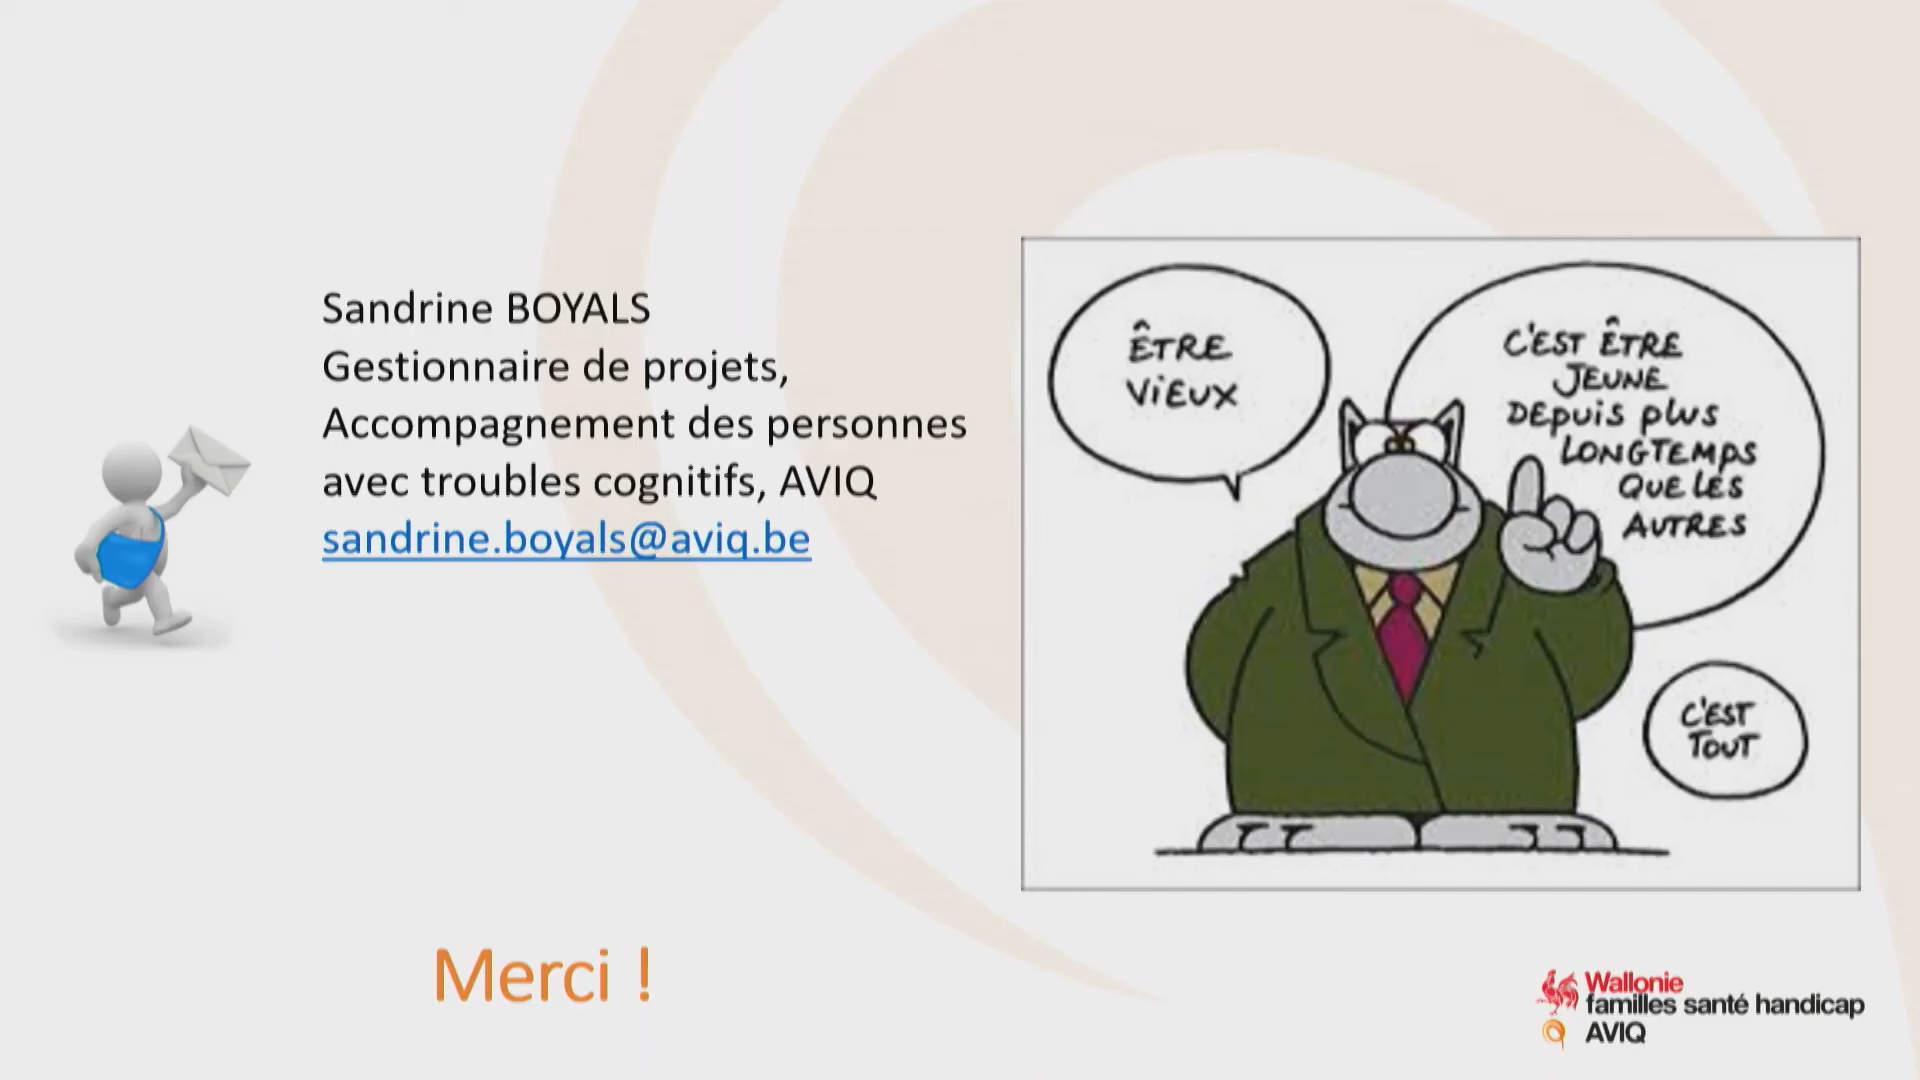 Sandrine BOYALS
Gestionnaire de projets,
Accompagnement des personnes
avec troubles cognitifs, AVIQ
sandrine.boyals@aviq.be
ÊTRE
VIEUX
C'EST ÊTRE
JEUNE
DEPUIS PLUS
LONGTEMPS
QUE LES
AUTRES
C'EST
TOUT
Merci !
Wallonie
familles santé handicap
AVIQ